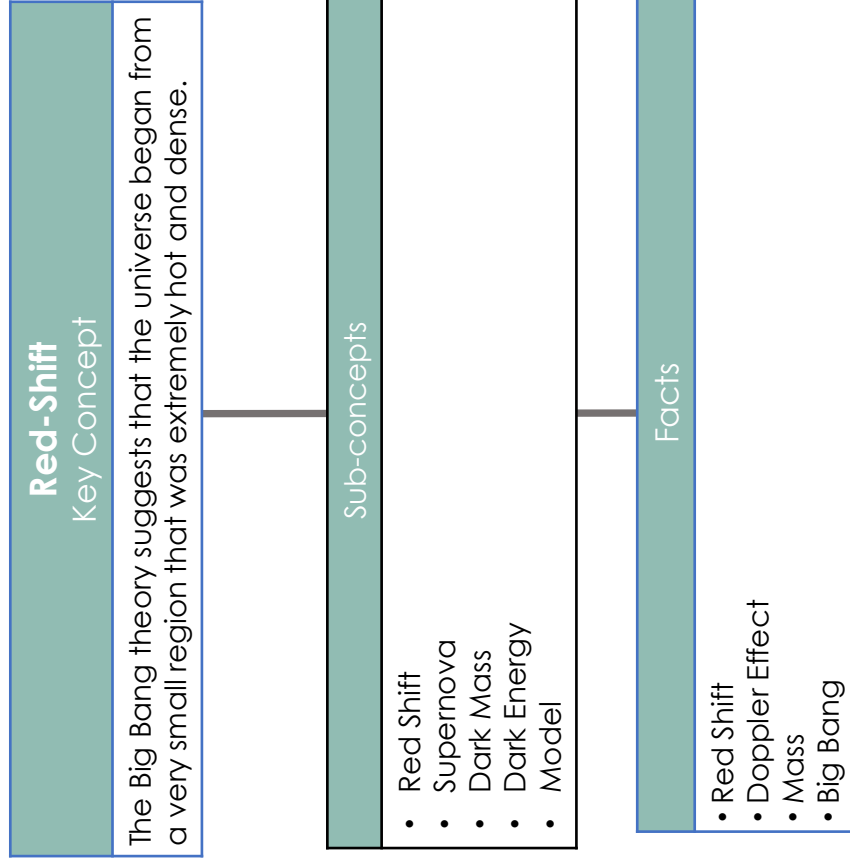 Red-Shift
Key Concept
The Big Bang theory suggests that the universe began from
a very small region that was extremely hot and dense.
Sub-concepts
• Red Shift
• Supernova
• Dark Mass
• Dark Energy
• Model
Facts
• Red Shift
• Doppler Effect
• Mass
• Big Bang